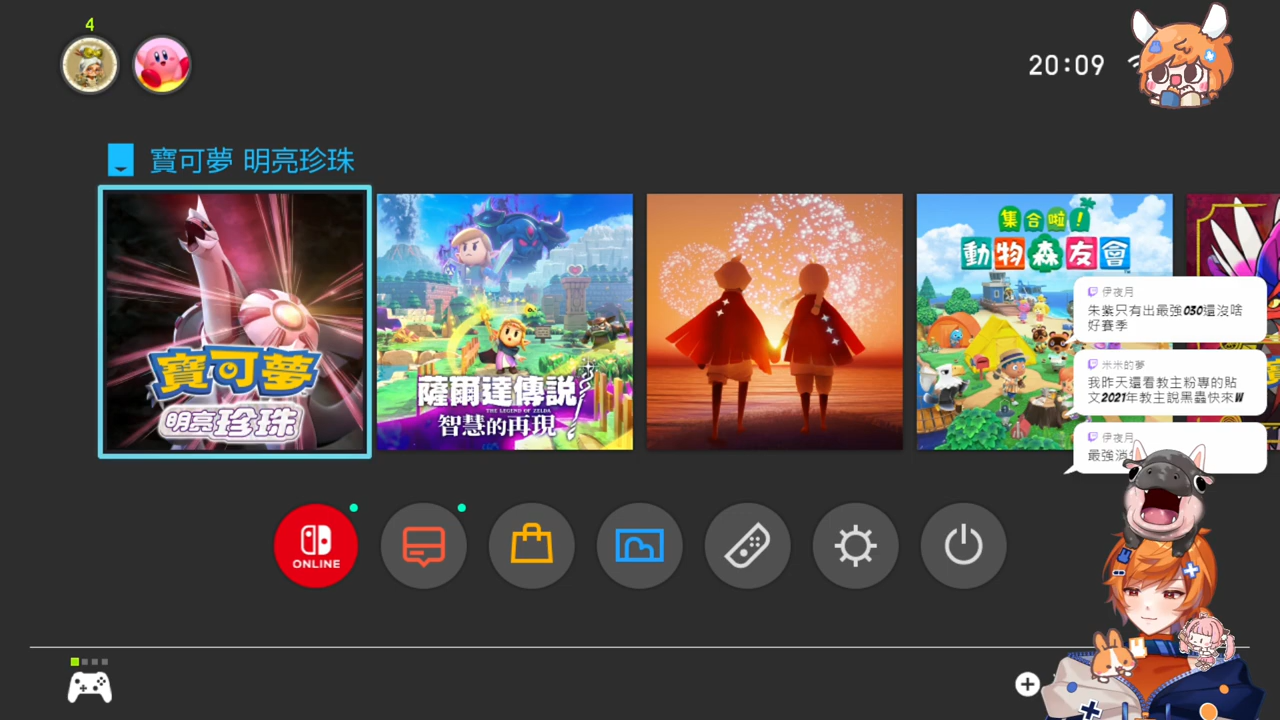 4
20:09
寶可夢 明亮珍珠
寶可夢
明亮珍珠
薩爾達傳說
THE LEGEND OF ZELDA
智慧的再現
集合啦!
動物森友會
伊夜月
朱紫只有出最強030還沒啥
好賽季
米米的夢
我昨天還看教主粉專的貼
文2021年教主說黑蟲快來W
伊夜月
最強消
ONLINE